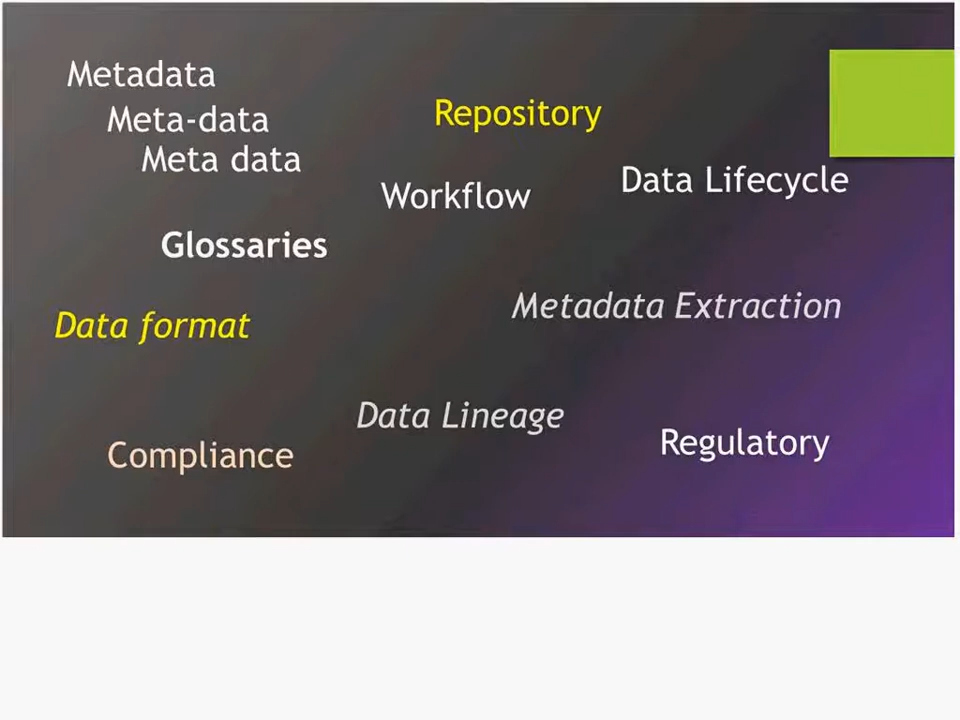 Metadata
Meta-data
Meta data
Repository
Workflow
Data Lifecycle
Glossaries
Metadata Extraction
Data format
Data Lineage
Compliance
Regulatory